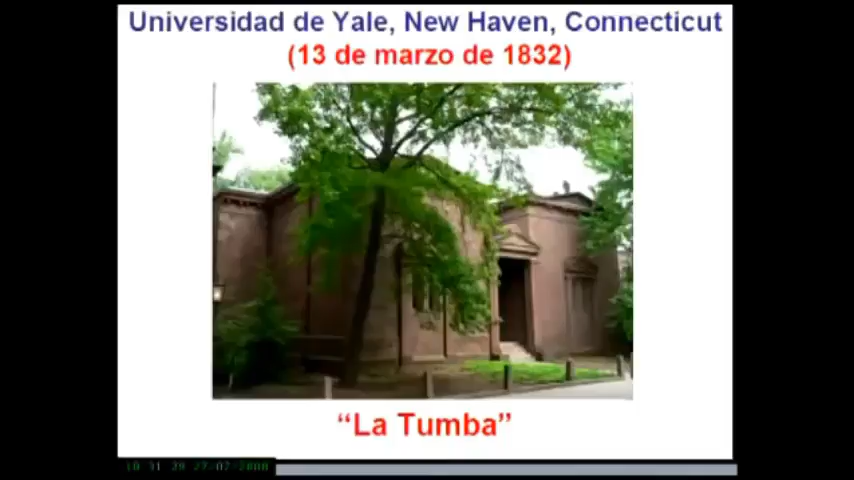 Universidad de Yale, New Haven, Connecticut
(13 de marzo de 1832)
“La Tumba”